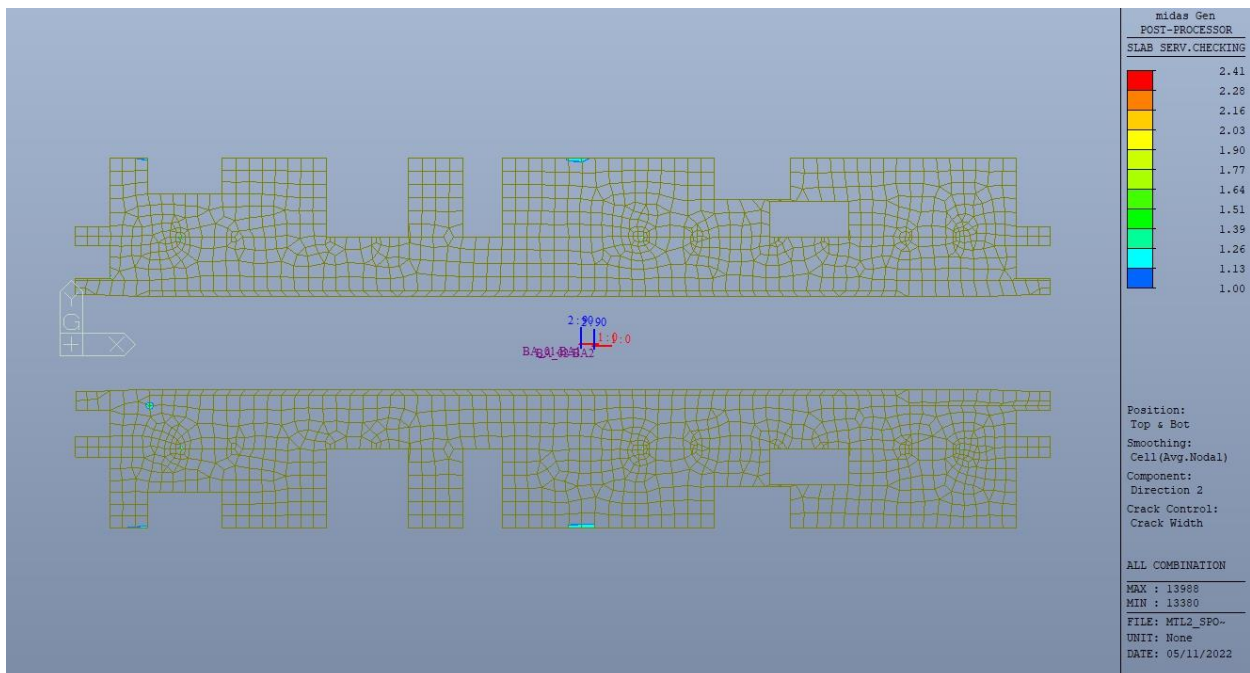 midas Gen
POST-PROCESSOR
SLAB SERV.CHECKING
2.41
2.28
2.16
2.03
1.90
1.77
1.64
1.51
1.39
1.26
1.13
1.00
Y
G
X
Position:
Top & Bot
Smoothing:
Cell(Avg.Nodal)
Component:
Direction 2
Crack Control:
Crack Width
ALL COMBINATION
MAX : 13988
MIN : 13380
FILE: MTL2_SPO~
UNIT: None
DATE: 05/11/2022